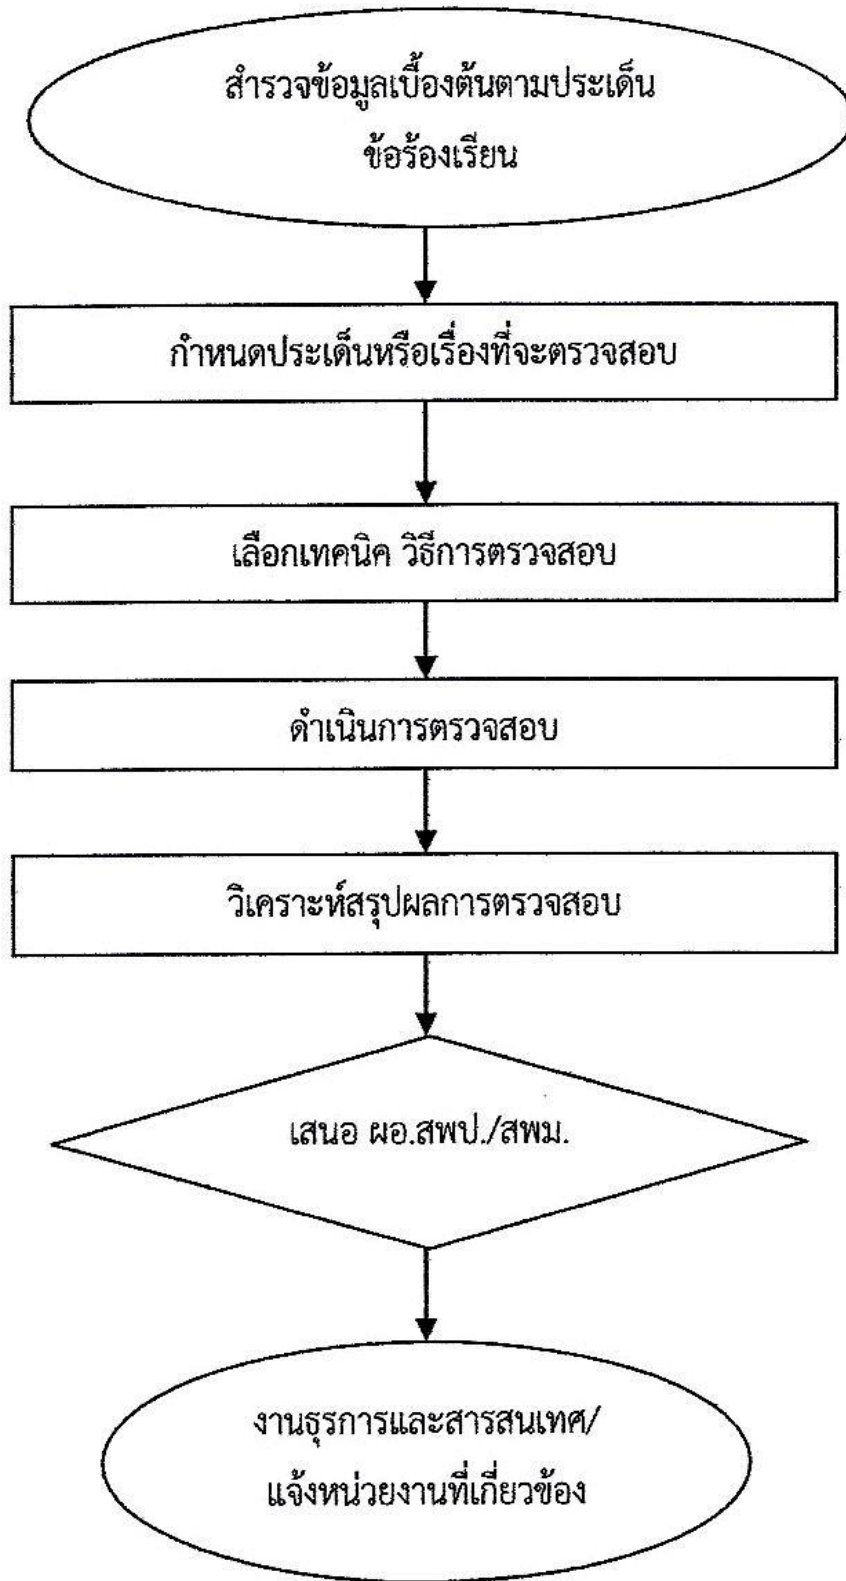 สำรวจข้อมูลเบื้องต้นตามประเด็น
ข้อร้องเรียน
กำหนดประเด็นหรือเรื่องที่จะตรวจสอบ
เลือกเทคนิค วิธีการตรวจสอบ
ดำเนินการตรวจสอบ
วิเคราะห์สรุปผลการตรวจสอบ
เสนอ ผอ.สพป./สพม.
งานธุรการและสารสนเทศ/
แจ้งหน่วยงานที่เกี่ยวข้อง